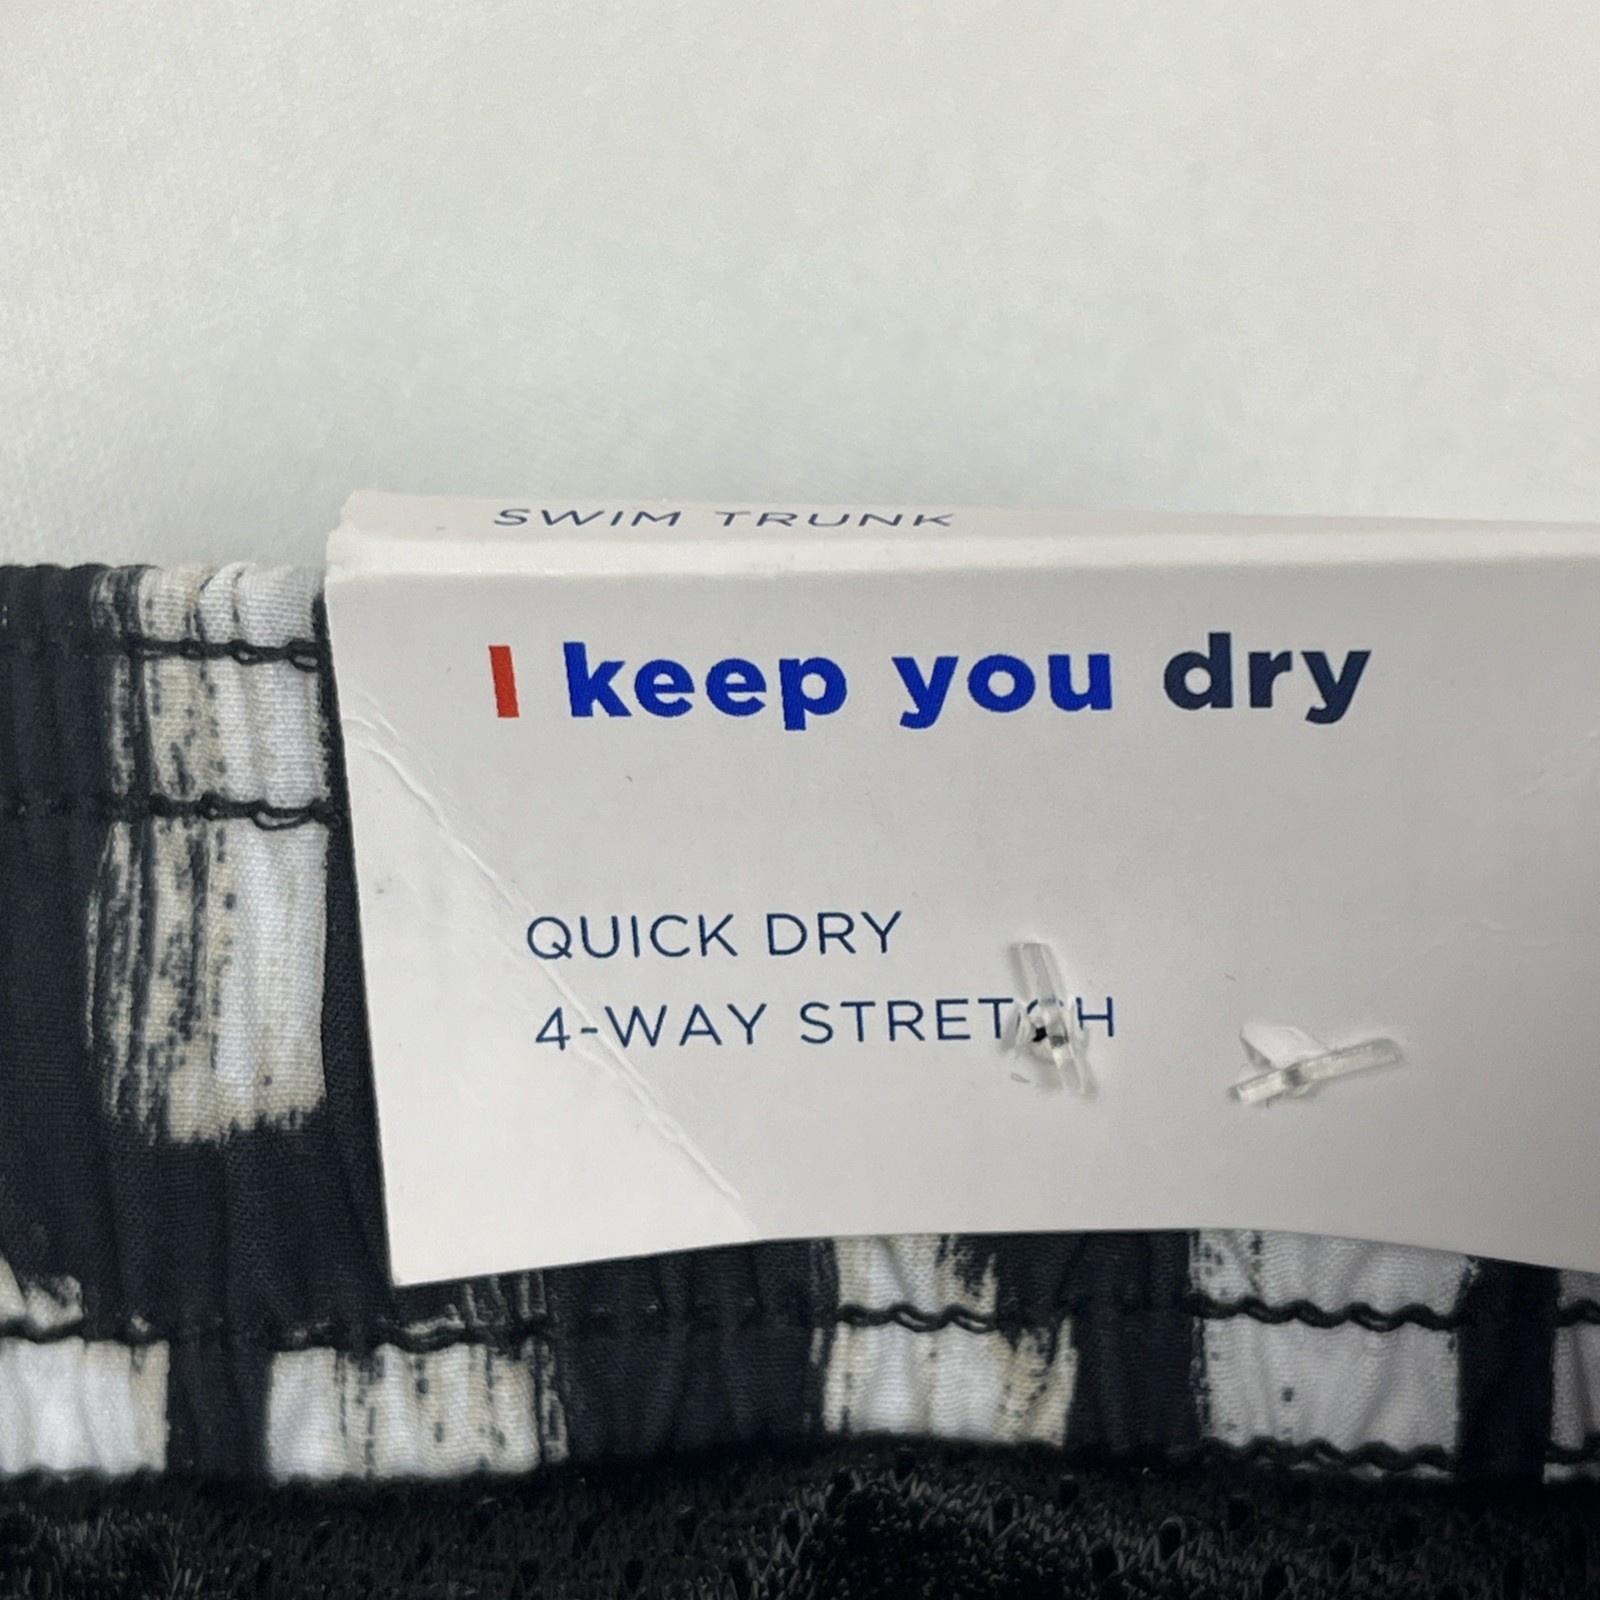 SWIM TRUNK
I keep you dry
QUICK DRY
4-WAY STRETCH